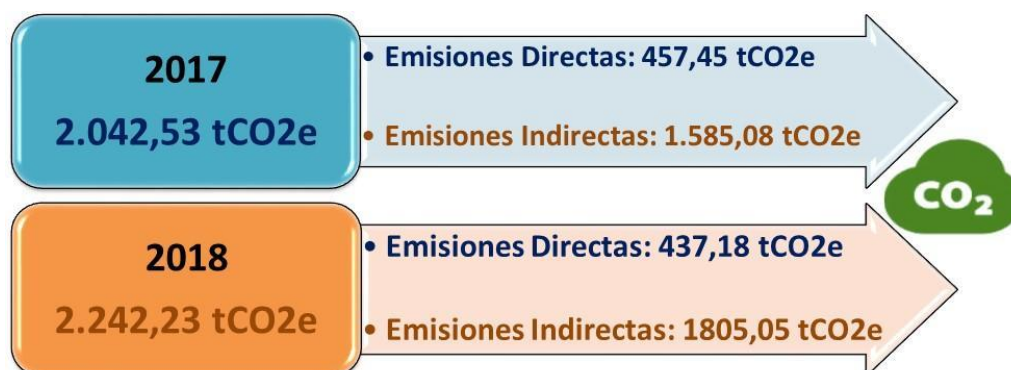 2017
2.042,53 tCO2e
• Emisiones Directas: 457,45 tCO2e
• Emisiones Indirectas: 1.585,08 tCO2e
CO₂
2018
2.242,23 tCO2e
• Emisiones Directas: 437,18 tCO2e
• Emisiones Indirectas: 1805,05 tCO2e